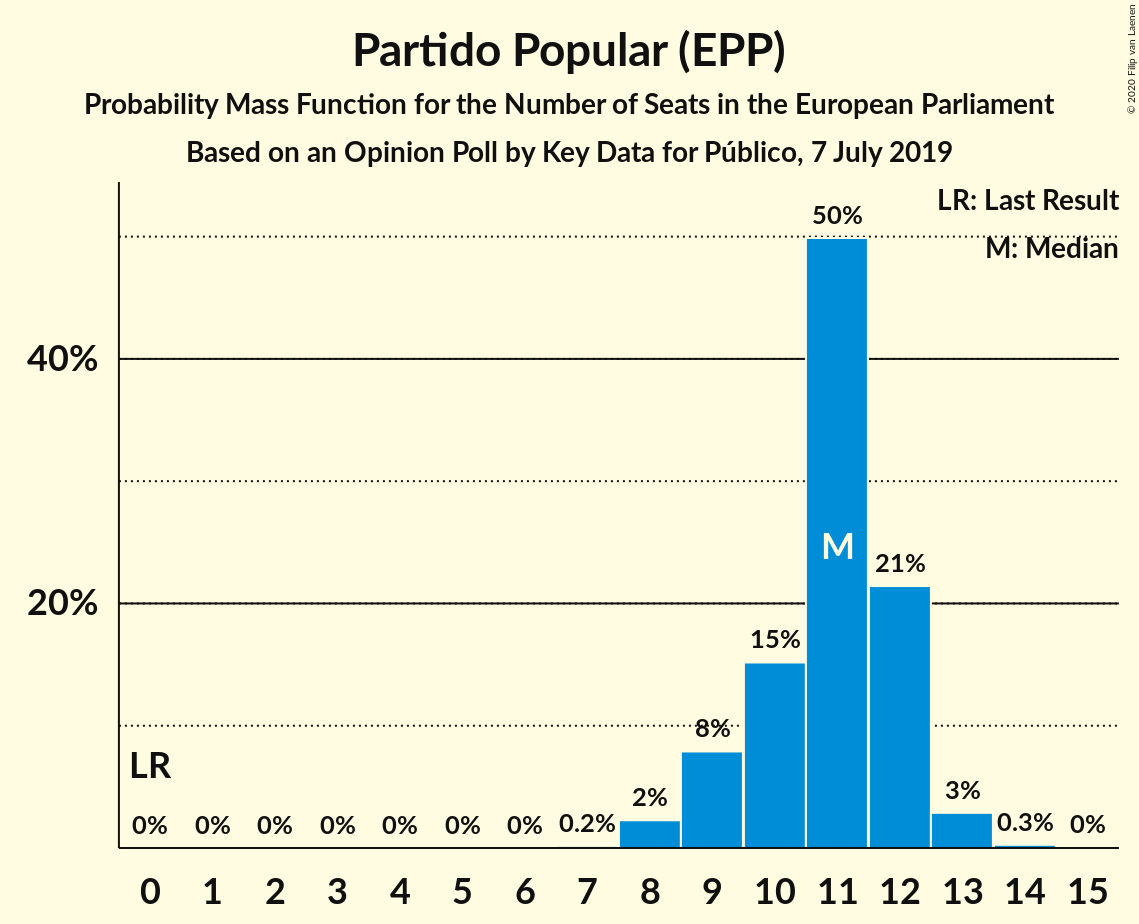 Partido Popular (EPP)
Probability Mass Function for the Number of Seats in the European Parliament
Based on an Opinion Poll by Key Data for Público, 7 July 2019
© 2020 Filip van Laenen
LR: Last Result
M: Median
50%
40%
M
21%
20%
15%
8%
LR
2%
3%
0% 0% 0% 0% 0% 0% 0% 0.2% 0.3% 0%
0 1 2 3 4 5 6 7 8 9 10 11 12 13 14 15